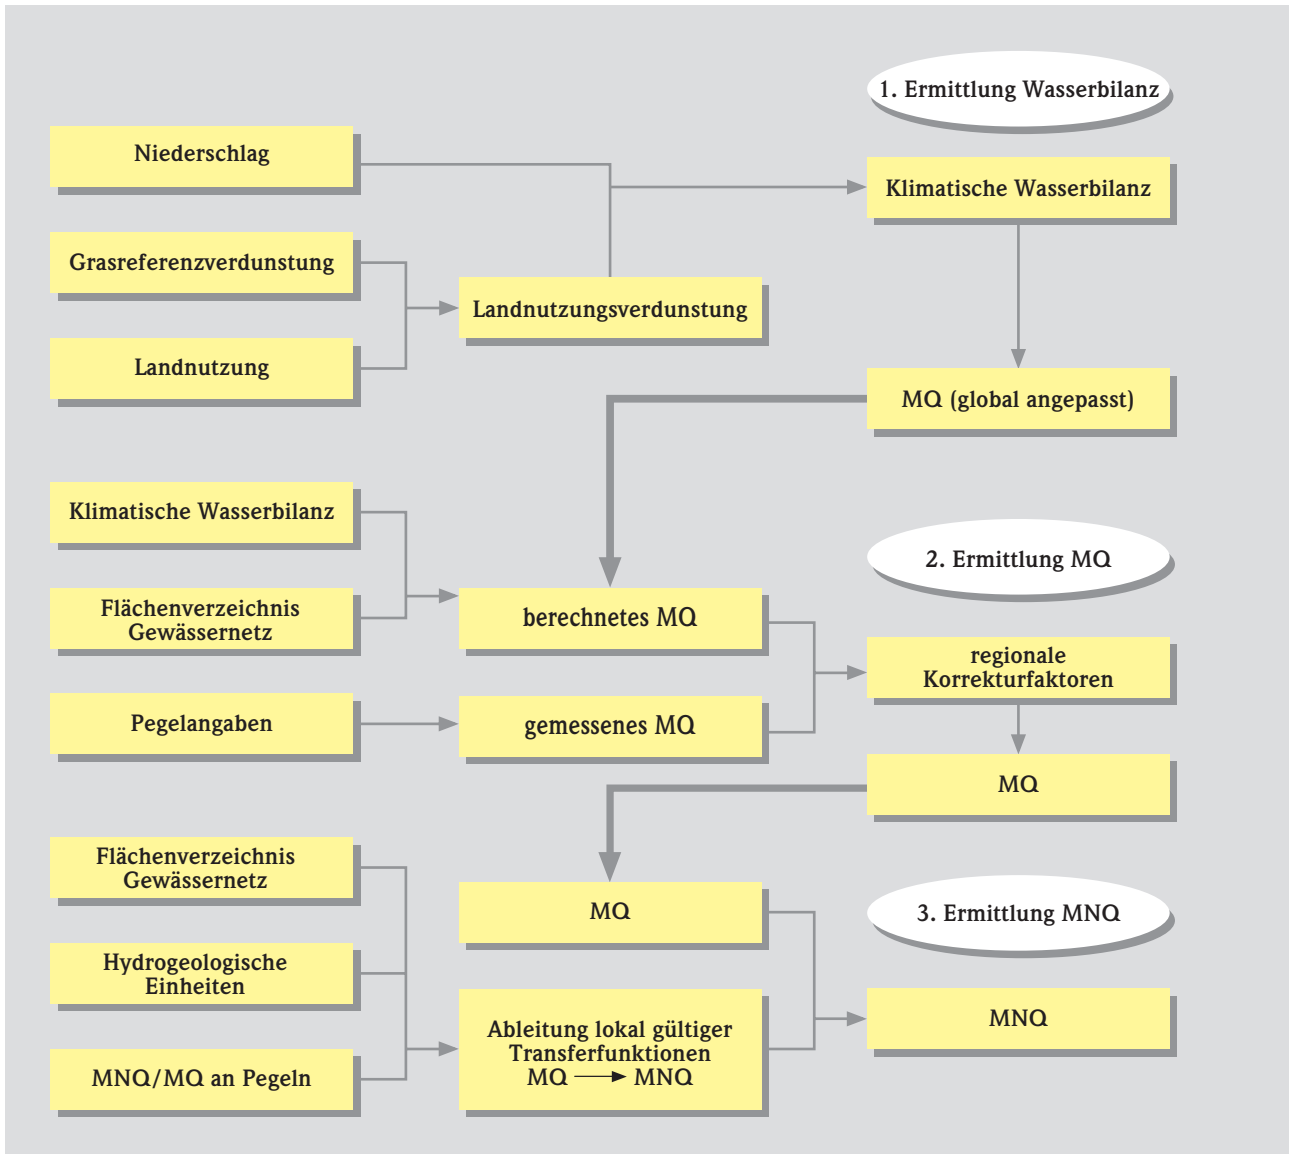 1. Ermittlung Wasserbilanz
Niederschlag
Klimatische Wasserbilanz
Grasreferenzverdunstung
Landnutzungsverdunstung
Landnutzung
MQ (global angepasst)
Klimatische Wasserbilanz
2. Ermittlung MQ
Flächenverzeichnis
Gewässernetz
berechnetes MQ
regionale
Korrekturfaktoren
Pegelangaben
gemessenes MQ
MQ
Flächenverzeichnis
Gewässernetz
MQ
3. Ermittlung MNQ
Hydrogeologische
Einheiten
Ableitung lokal gültiger
Transferfunktionen
MQ → MNQ
MNQ
MNQ/MQ an Pegeln